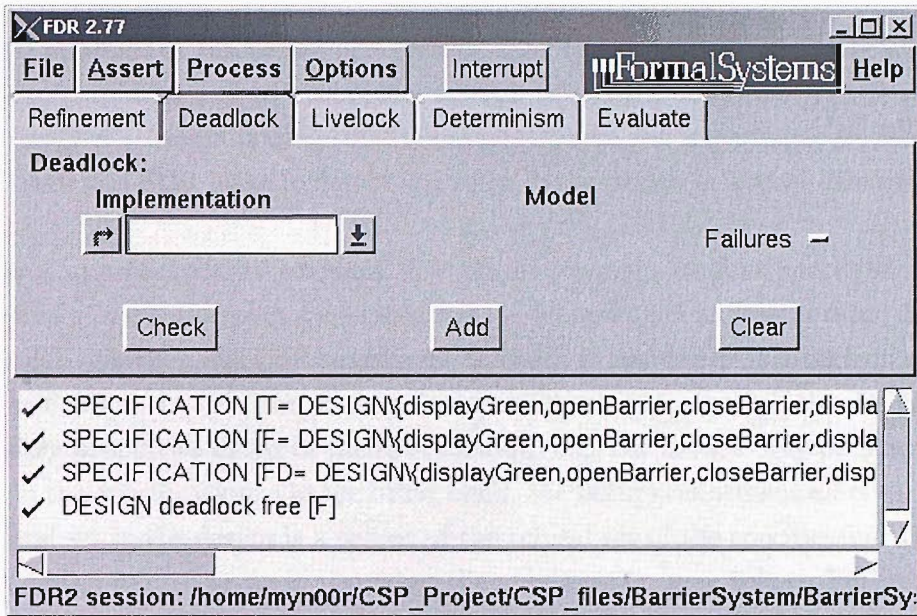 FDR 2.77
File Assert Process Options Interrupt FormalSystems Help
Refinement Deadlock Livelock Determinism Evaluate
Deadlock:
Implementation Model
Failures
Check Add Clear
SPECIFICATION [T= DESIGN\{displayGreen,openBarrier,closeBarrier,displa
SPECIFICATION [F= DESIGN\{displayGreen,openBarrier,closeBarrier,displa
SPECIFICATION [FD= DESIGN\{displayGreen,openBarrier,closeBarrier,disp
DESIGN deadlock free [F]
FDR2 session: /home/myn00r/CSP_Project/CSP_files/BarrierSystem/BarrierSy